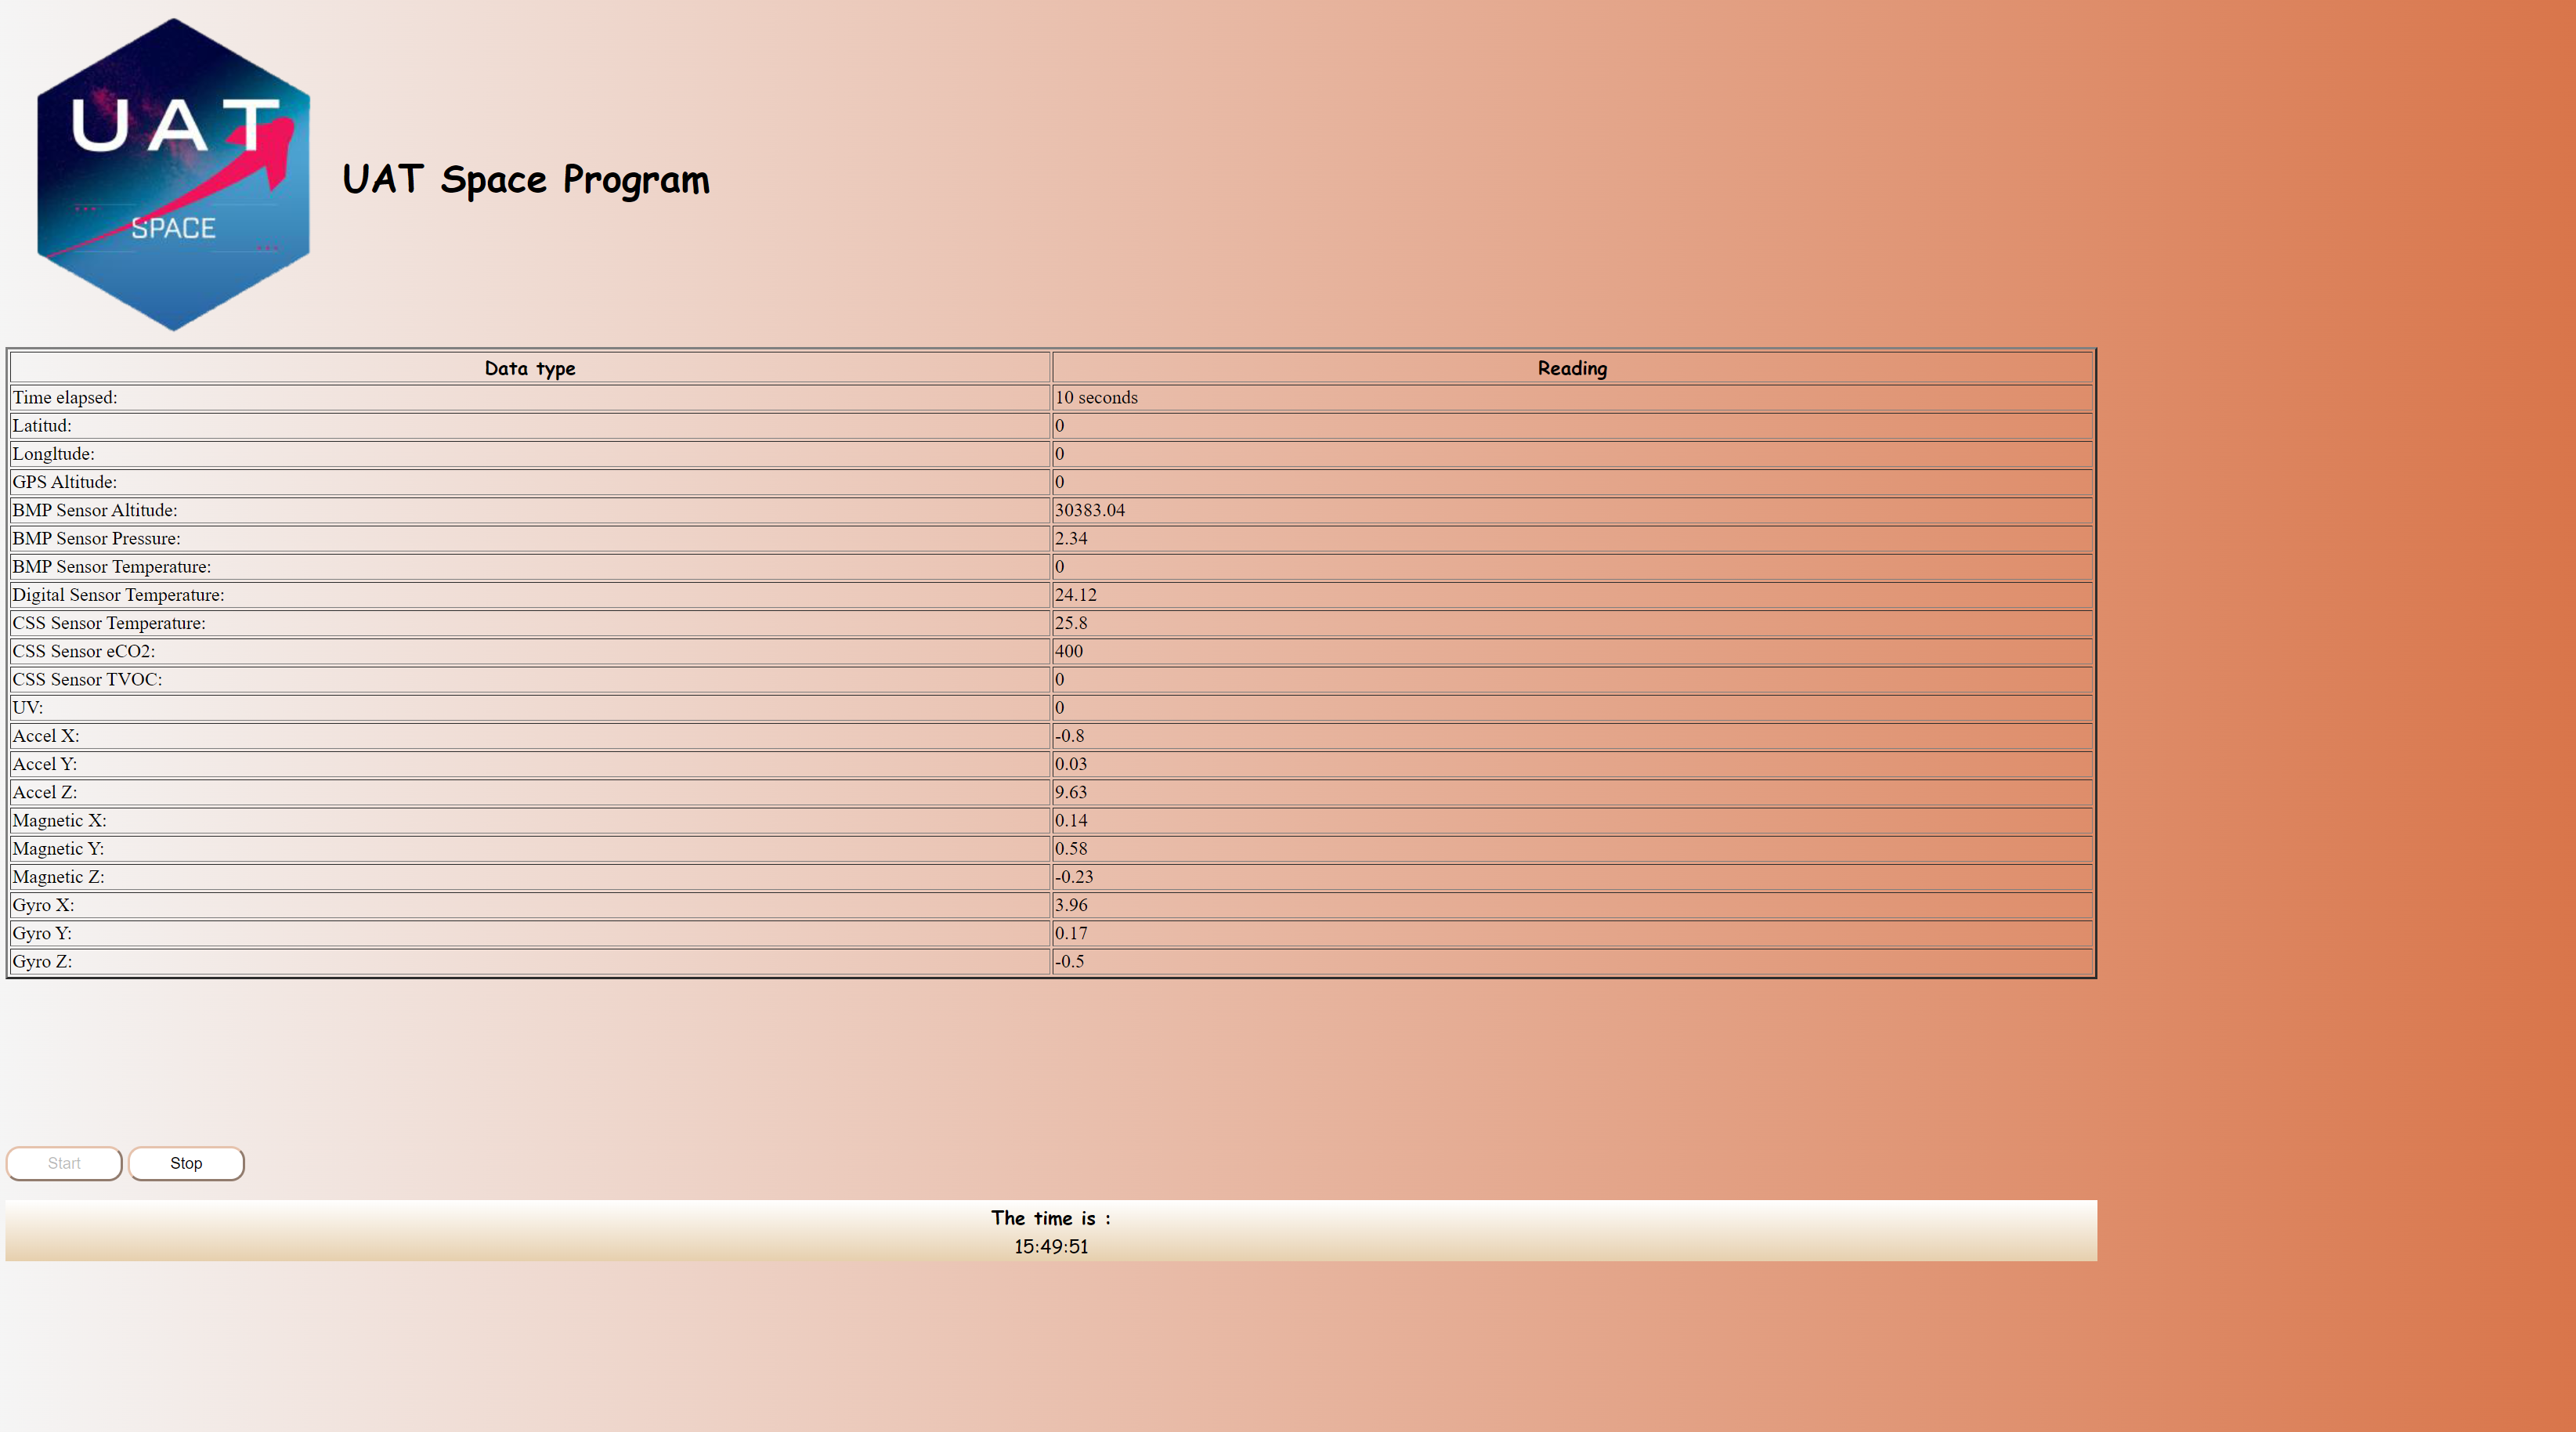 UAT
SPACE
UAT Space Program
Data type Reading
Time elapsed: 10 seconds
Latitud: 0
Longltude: 0
GPS Altitude: 0
BMP Sensor Altitude: 30383.04
BMP Sensor Pressure: 2.34
BMP Sensor Temperature: 0
Digital Sensor Temperature: 24.12
CSS Sensor Temperature: 25.8
CSS Sensor eCO2: 400
CSS Sensor TVOC: 0
UV: 0
Accel X: -0.8
Accel Y: 0.03
Accel Z: 9.63
Magnetic X: 0.14
Magnetic Y: 0.58
Magnetic Z: -0.23
Gyro X: 3.96
Gyro Y: 0.17
Gyro Z: -0.5
Start Stop
The time is :
15:49:51